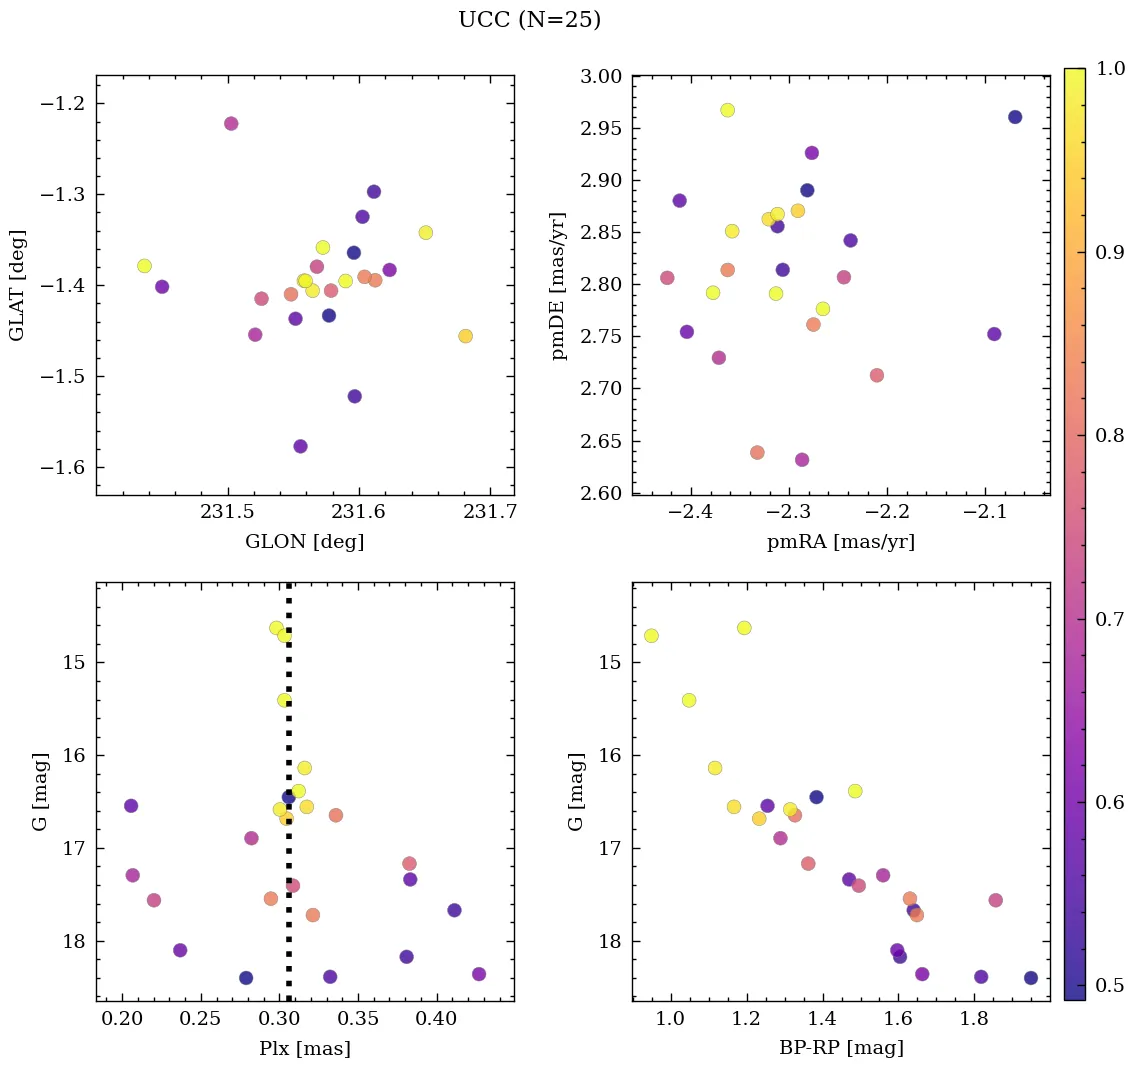 UCC (N=25)
−1.2
−1.3
−1.4
−1.5
−1.6
GLAT [deg]
231.5 231.6 231.7
GLON [deg]
3.00
2.95
2.90
2.85
2.80
2.75
2.70
2.65
2.60
pmDE [mas/yr]
−2.4 −2.3 −2.2 −2.1
pmRA [mas/yr]
15
16
17
18
G [mag]
0.20 0.25 0.30 0.35 0.40
Plx [mas]
15
16
17
18
G [mag]
1.0 1.2 1.4 1.6 1.8
BP-RP [mag]
1.0
0.9
0.8
0.7
0.6
0.5